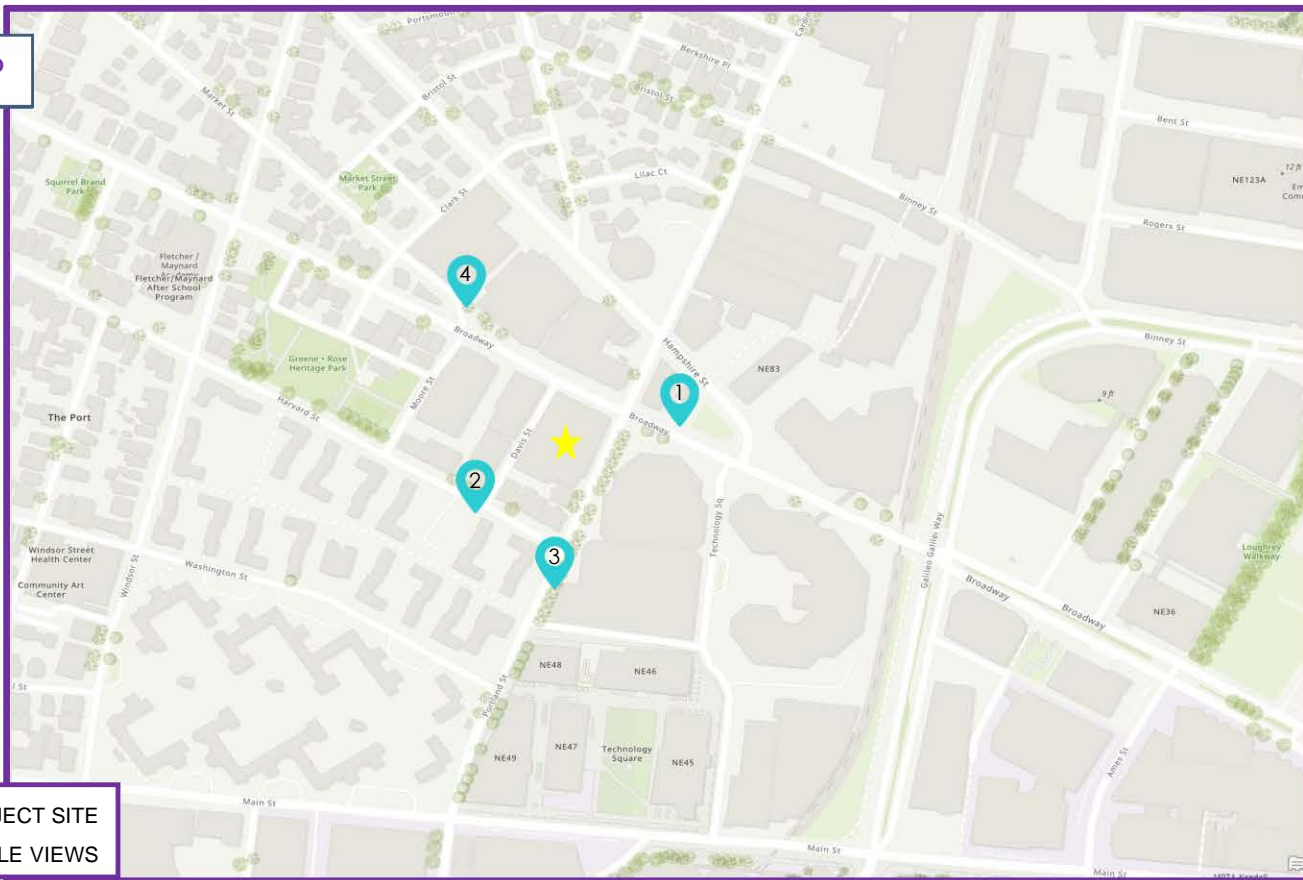 Portsmouth
Berkshire Pl
Bristol St
Bristol St
Market St
Bent St
12 ft
NE123A
Squirrel Brand
Park
Market Street
Park
Clark St
Lilac Ct
Binney St
Rogers St
Fletcher /
Maynard
Fletcher/Maynard
After School
Program
4
Broadway
Hampshire St
Binney St
Greene • Rose
Heritage Park
NE83
Moore St
1
9 ft
The Port
Harvard St
Broadway
Davis St
2
Technology Sq
Galileo Galilei Way
Loughrey
Walkway
Windsor Street
Health Center
3
Community Art
Center
Windsor St
Washington St
Broadway
Broadway
NE36
NE48
NE46
Portland St
NE49
NE47
Technology
Square
NE45
Ames St
Main St
JECT SITE
LE VIEWS
Main St
Main St